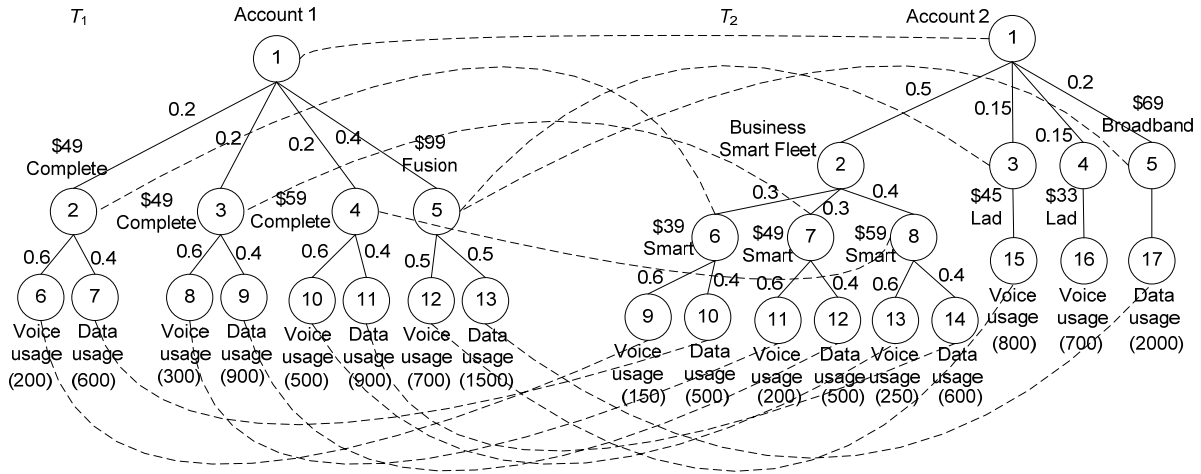 T1
Account 1
T2
Account 2
1
1
0.2
0.2
0.2
0.4
0.5
0.15
0.15
0.2
$49
Complete
$49
Complete
$59
Complete
$99
Fusion
Business
Smart Fleet
$69
Broadband
2
3
4
5
2
3
4
5
$45
Lad
$33
Lad
0.3
0.3
0.4
$39
Smart
$49
Smart
$59
Smart
6
7
8
0.6
0.4
0.6
0.4
0.6
0.4
0.5
0.5
0.6
0.4
0.6
0.4
0.6
0.4
6
7
8
9
10
11
12
13
9
10
11
12
13
14
15
16
17
Voice
usage
(200)
Data
usage
(600)
Voice
usage
(300)
Data
usage
(900)
Voice
usage
(500)
Data
usage
(900)
Voice
usage
(700)
Data
usage
(1500)
Voice
usage
(150)
Data
usage
(500)
Voice
usage
(200)
Data
usage
(500)
Voice
usage
(250)
Data
usage
(600)
Voice
usage
(800)
Voice
usage
(700)
Data
usage
(2000)